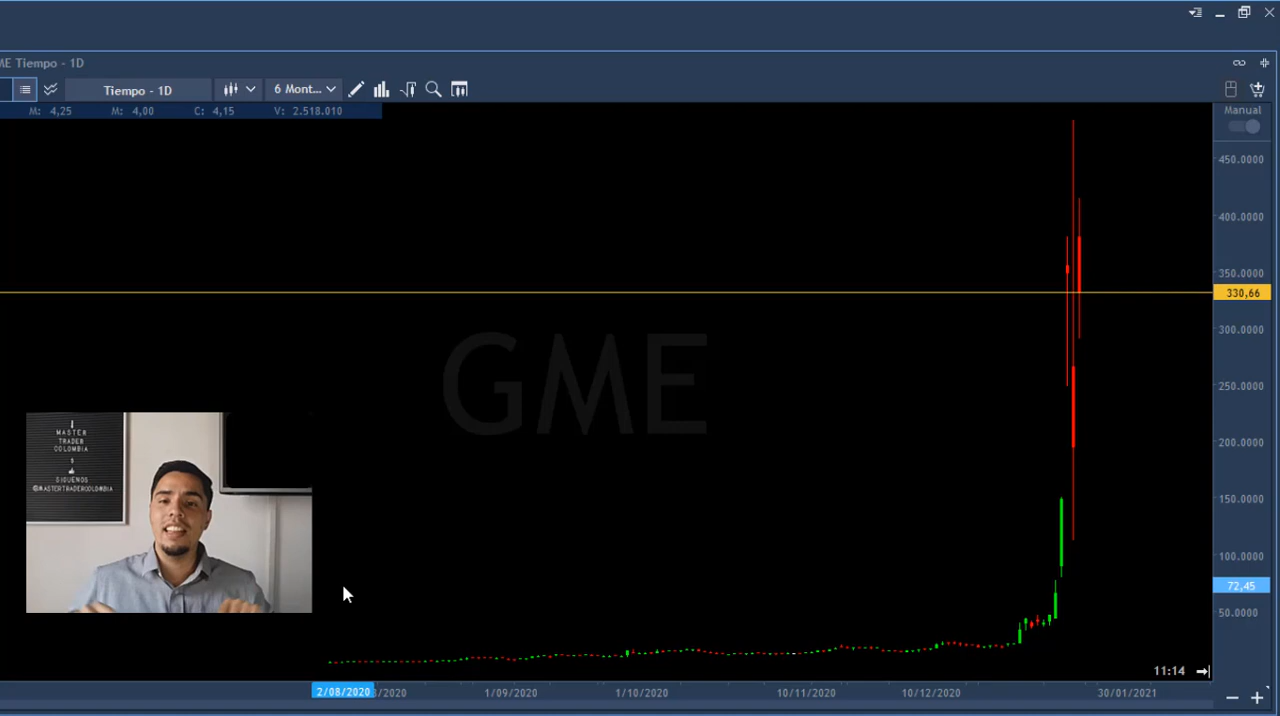 ME Tiempo - 1D
Tiempo - 1D
6 Mont...
M: 4,25 M: 4,00 C: 4,15 V: 2.518.010
Manual
450.0000
400.0000
350.0000
330,66
300.0000
250.0000
200.0000
150.0000
100.0000
72,45
50.0000
GME
MASTER
TRADER
COLOMBIA
SIGUENOS
@MASTERTRADERCOLOMBIA
11:14
2/08/2020 8/2020 1/09/2020 1/10/2020 10/11/2020 10/12/2020 30/01/2021